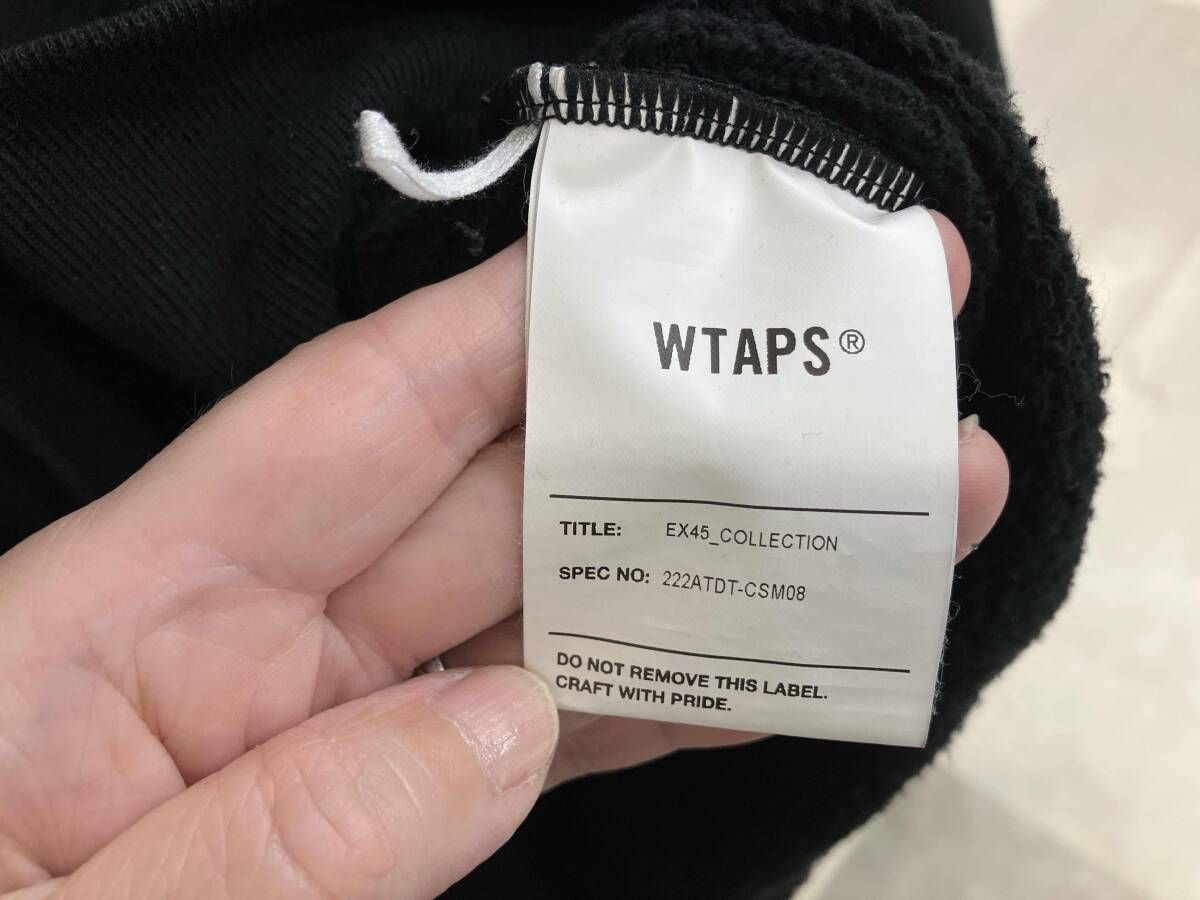 WTAPS®
TITLE: EX45_COLLECTION
SPEC NO: 222ATDT-CSM08
DO NOT REMOVE THIS LABEL.
CRAFT WITH PRIDE.